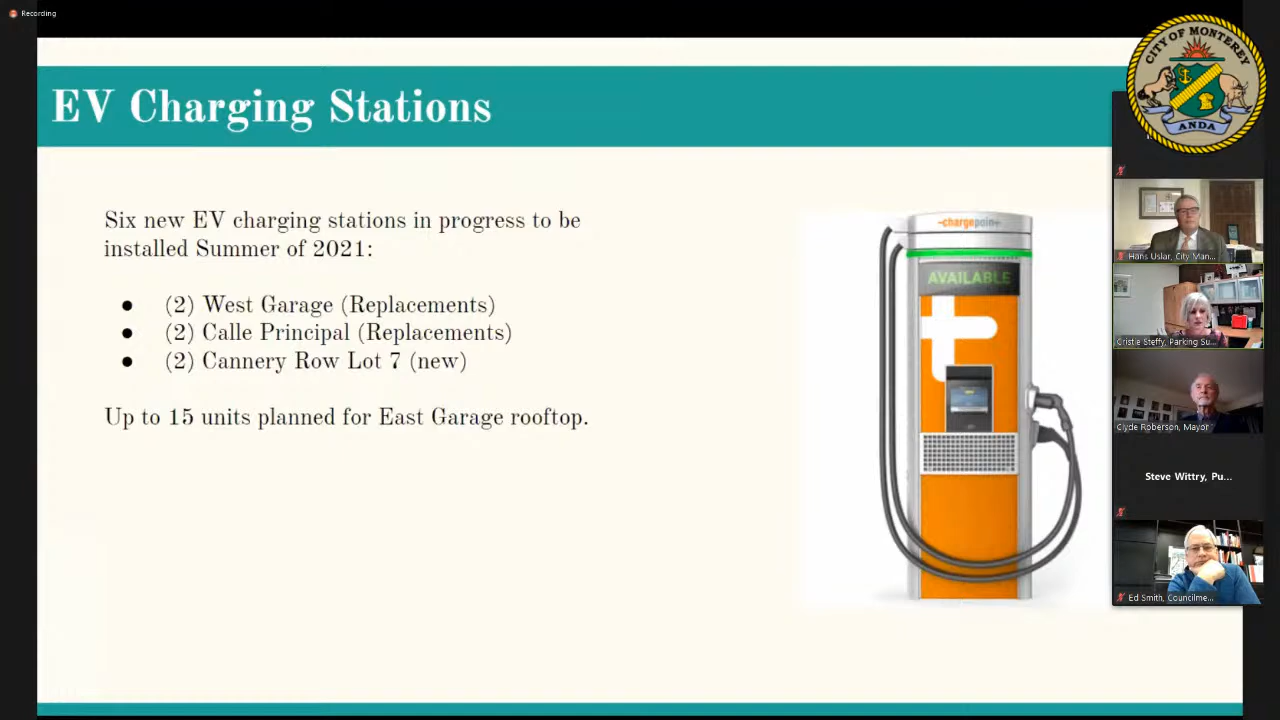 Recording
CITY OF MONTEREY
ANDA
EV Charging Stations
Six new EV charging stations in progress to be
installed Summer of 2021:
● (2) West Garage (Replacements)
● (2) Calle Principal (Replacements)
● (2) Cannery Row Lot 7 (new)
Up to 15 units planned for East Garage rooftop.
-chargepoin+
AVAILABLE
Hans Uslar, City Man...
Cristie Steffy, Parking Su...
Clyde Roberson, Mayor
Steve Wittry, Pu...
Ed Smith, Councilme...